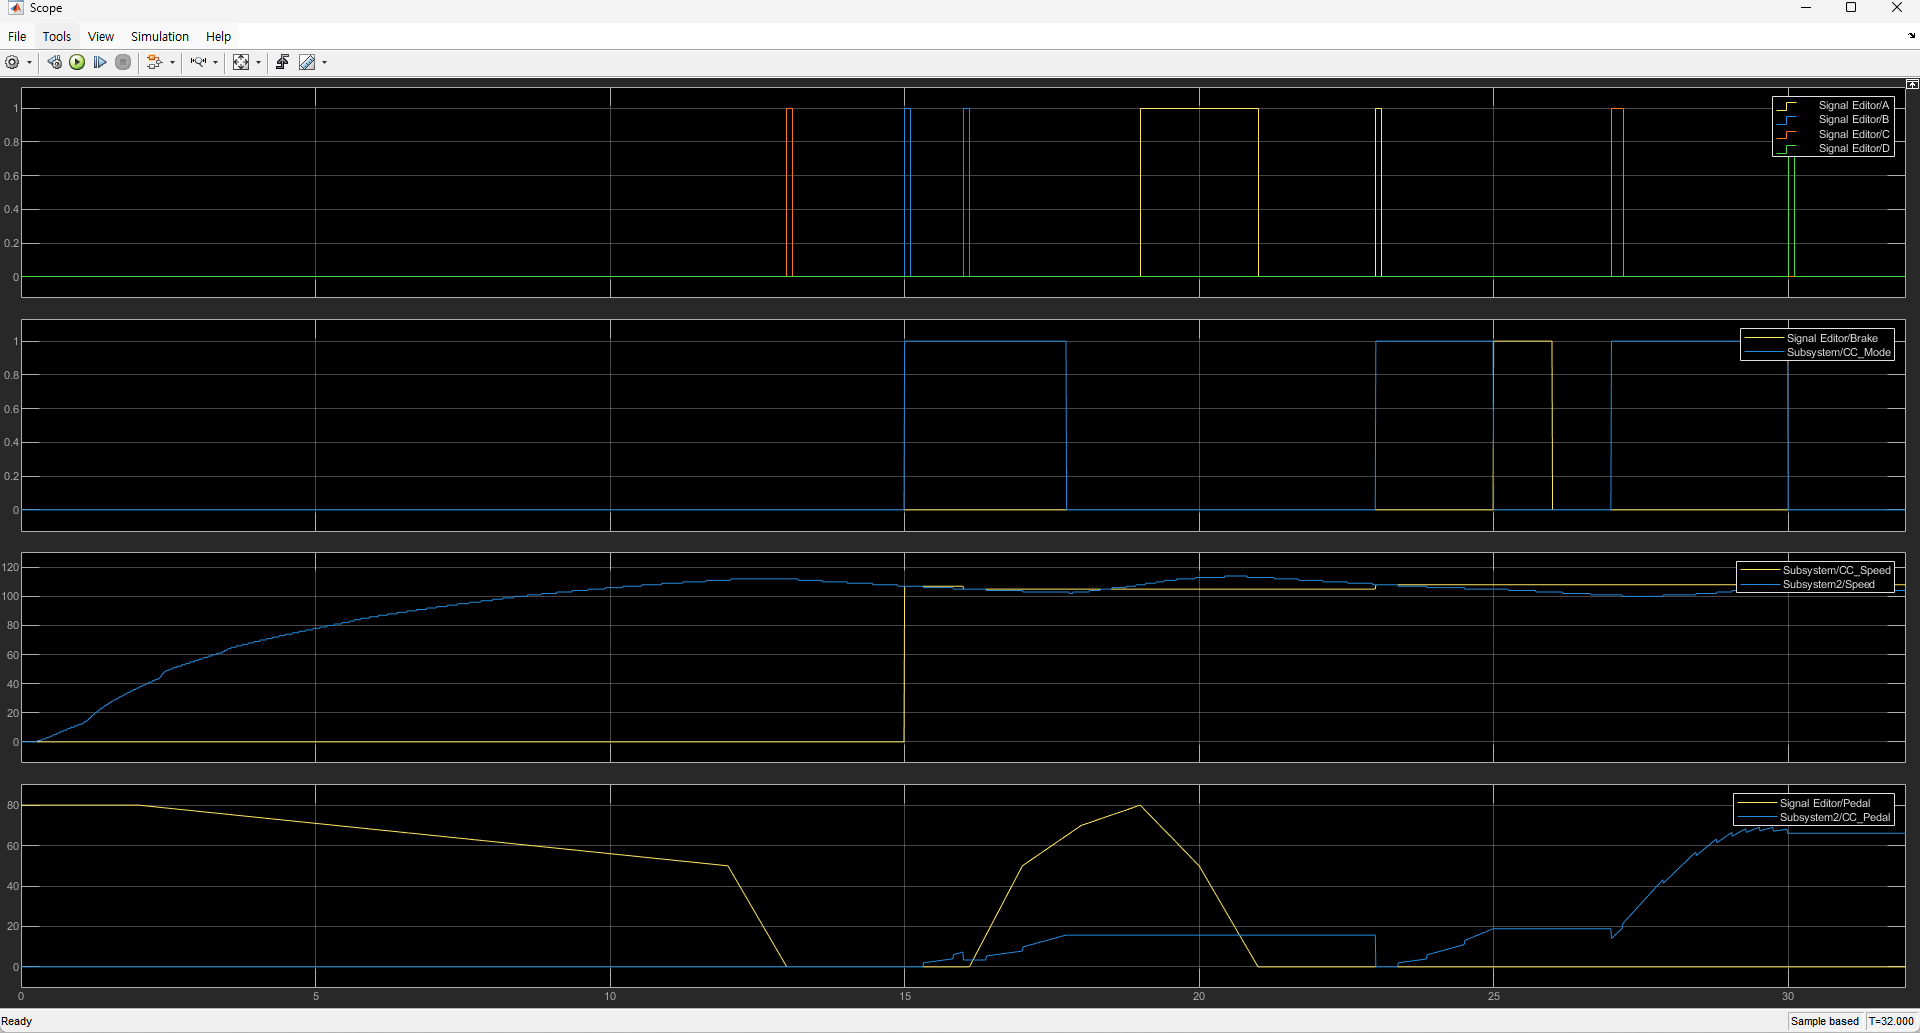 Scope
File Tools View Simulation Help
1
0.8
0.6
0.4
0.2
0
Signal Editor/A
Signal Editor/B
Signal Editor/C
Signal Editor/D
1
0.8
0.6
0.4
0.2
0
Signal Editor/Brake
Subsystem/CC_Mode
120
100
80
60
40
20
0
Subsystem/CC_Speed
Subsystem2/Speed
80
60
40
20
0
Signal Editor/Pedal
Subsystem2/CC_Pedal
0 5 10 15 20 25 30
Ready Sample based T=32.000